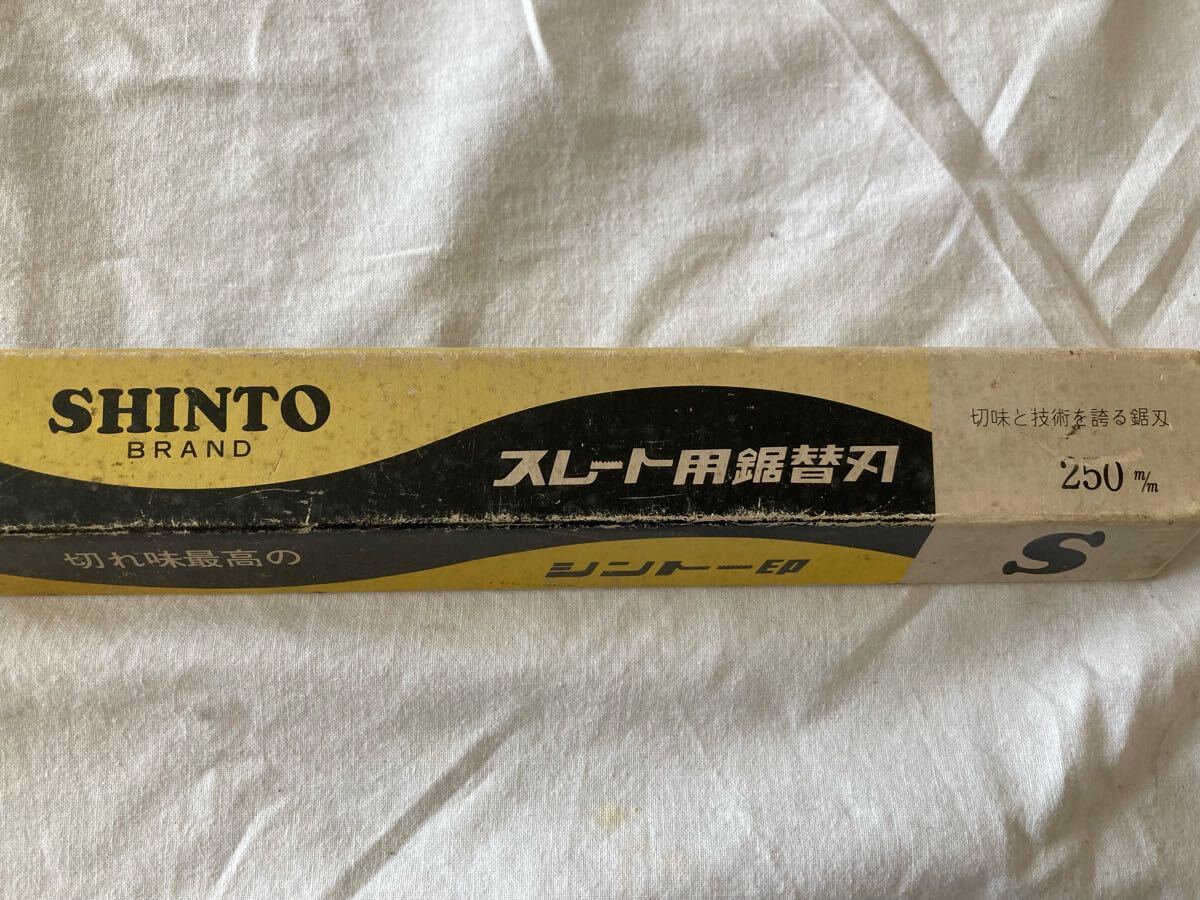 SHINTO
BRAND
スレート用鋸替刃
切味と技術を誇る鋸刃
250 m/m
切れ味最高の
シントー印
S